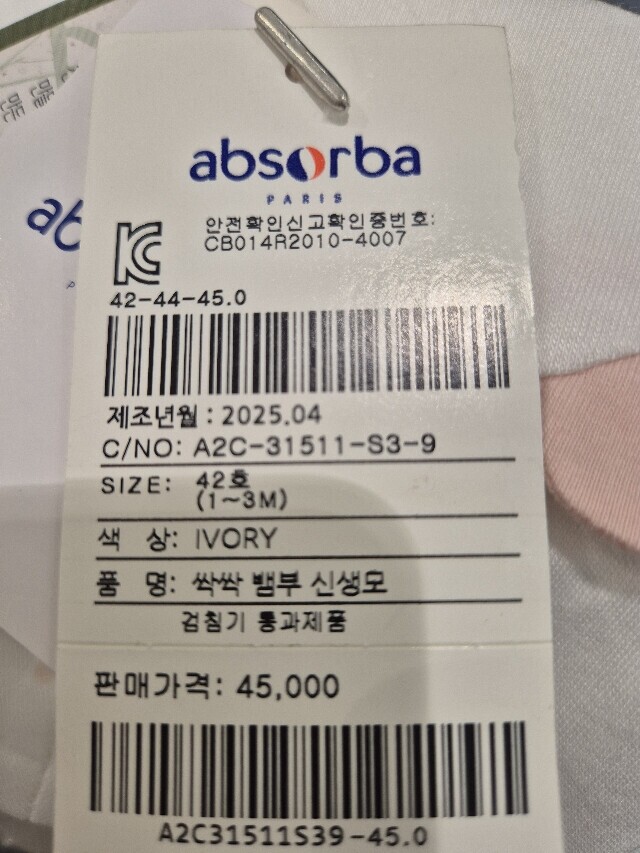 absorba
PARIS
안전확인신고확인증번호:
CB014R2010-4007
42-44-45.0
제조년월 : 2025.04
C/NO: A2C-31511-S3-9
SIZE: 42호
(1~3M)
색 상: IVORY
품 명: 싹싹 뱀부 신생모
검침기 통과제품
판매가격: 45,000
A2C31511S39-45.0